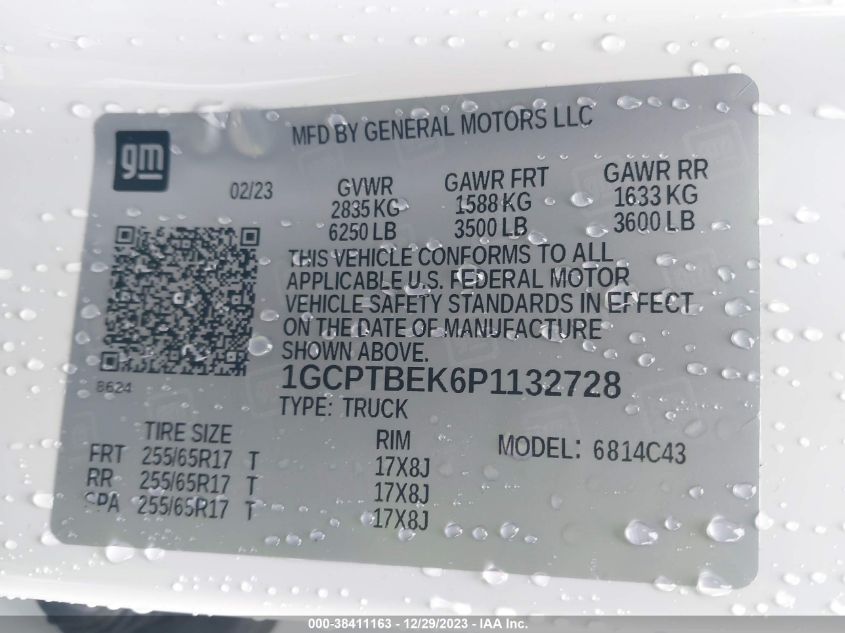 gm
MFD BY GENERAL MOTORS LLC
02/23
GVWR GAWR FRT GAWR RR
2835 KG 1588 KG 1633 KG
6250 LB 3500 LB 3600 LB
THIS VEHICLE CONFORMS TO ALL
APPLICABLE U.S. FEDERAL MOTOR
VEHICLE SAFETY STANDARDS IN EFFECT
ON THE DATE OF MANUFACTURE
SHOWN ABOVE.
8624
1GCPTBEK6P1132728
TYPE: TRUCK
TIRE SIZE RIM MODEL: 6814C43
FRT 255/65R17 T 17X8J
RR 255/65R17 T 17X8J
SPA 255/65R17 T 17X8J
000-38411163 - 12/29/2023 - IAA Inc.